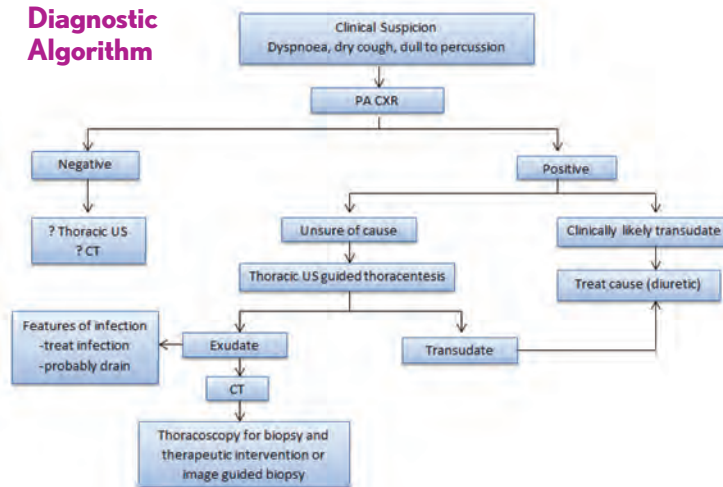 Diagnostic
Algorithm
Clinical Suspicion
Dyspnoea, dry cough, dull to percussion
PA CXR
Negative
Positive
? Thoracic US
? CT
Unsure of cause
Clinically likely transudate
Thoracic US guided thoracentesis
Treat cause (diuretic)
Features of infection
-treat infection
-probably drain
Exudate
Transudate
CT
Thoracoscopy for biopsy and
therapeutic intervention or
image guided biopsy